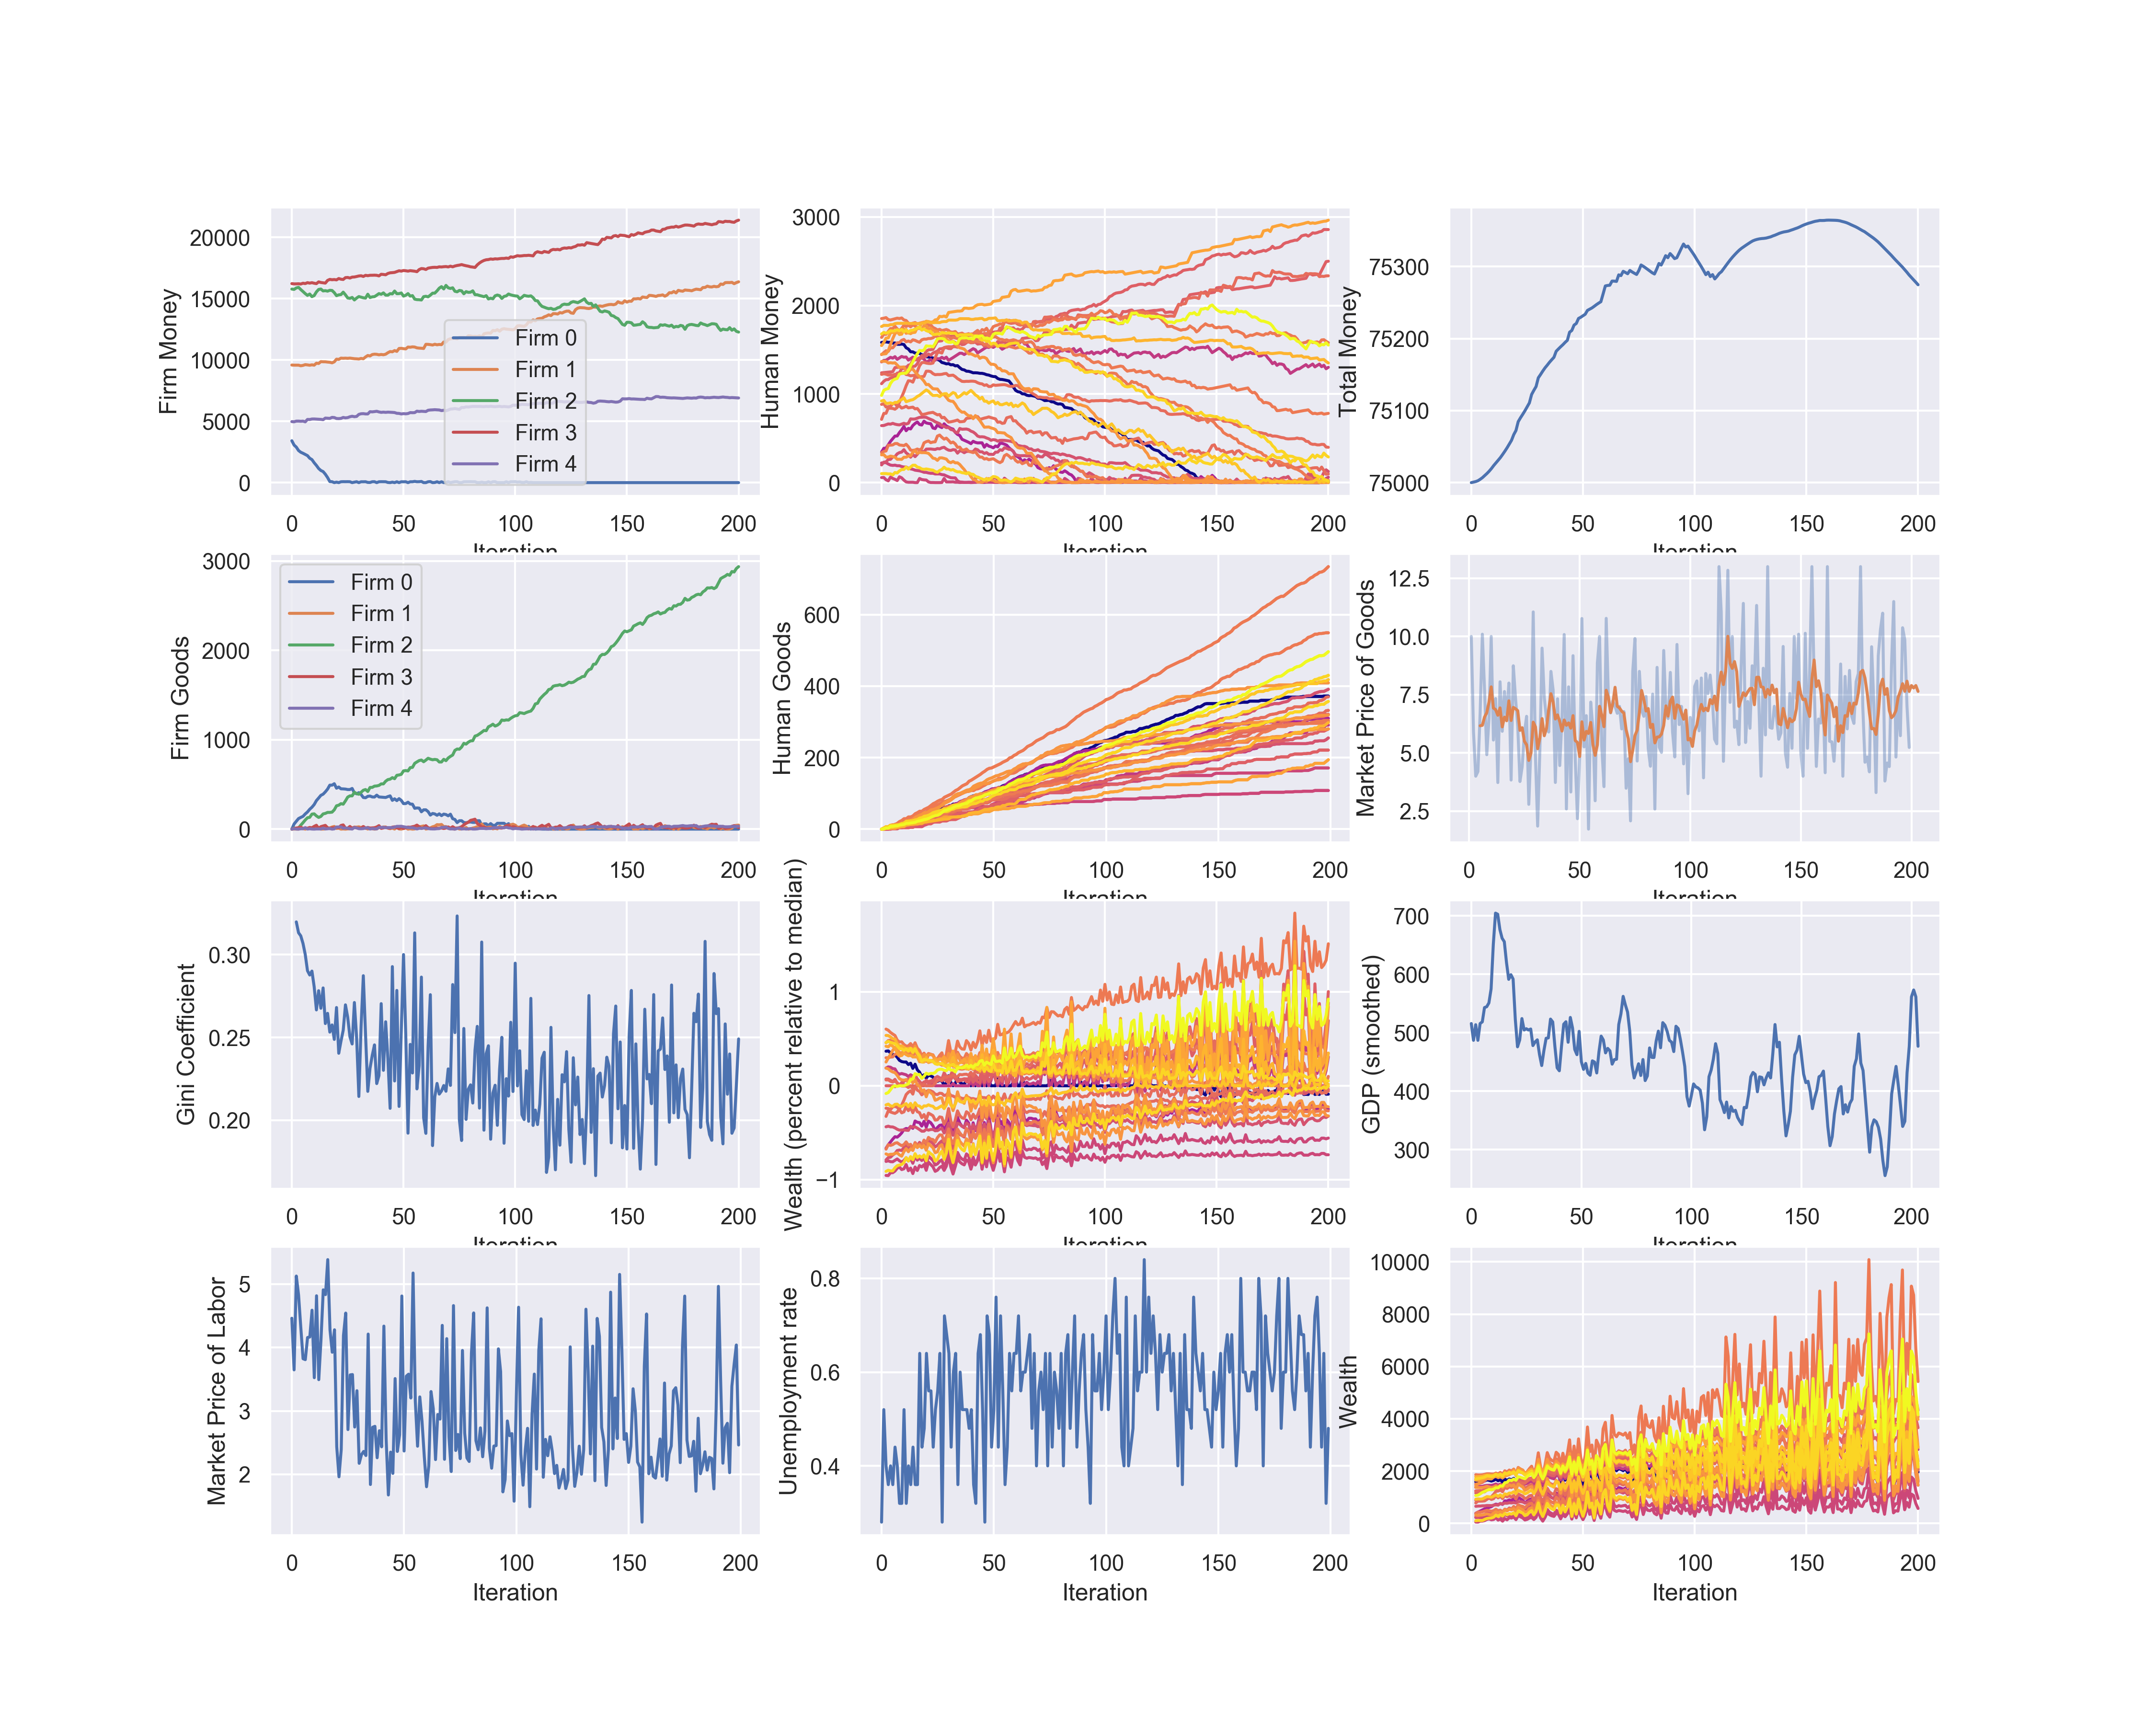 Firm Money
20000
15000
10000
5000
0
Firm 0
Firm 1
Firm 2
Firm 3
Firm 4
0 50 100 150 200
Iteration
Human Money
3000
2000
1000
0
0 50 100 150 200
Iteration
Total Money
75300
75200
75100
75000
0 50 100 150 200
Iteration
Firm Goods
3000
2000
1000
0
Firm 0
Firm 1
Firm 2
Firm 3
Firm 4
0 50 100 150 200
Iteration
Human Goods
600
400
200
0
0 50 100 150 200
Iteration
Market Price of Goods
12.5
10.0
7.5
5.0
2.5
0 50 100 150 200
Iteration
Gini Coefficient
0.30
0.25
0.20
0 50 100 150 200
Iteration
Wealth (percent relative to median)
1
0
−1
0 50 100 150 200
Iteration
GDP (smoothed)
700
600
500
400
300
0 50 100 150 200
Iteration
Market Price of Labor
5
4
3
2
0 50 100 150 200
Iteration
Unemployment rate
0.8
0.6
0.4
0 50 100 150 200
Iteration
Wealth
10000
8000
6000
4000
2000
0
0 50 100 150 200
Iteration